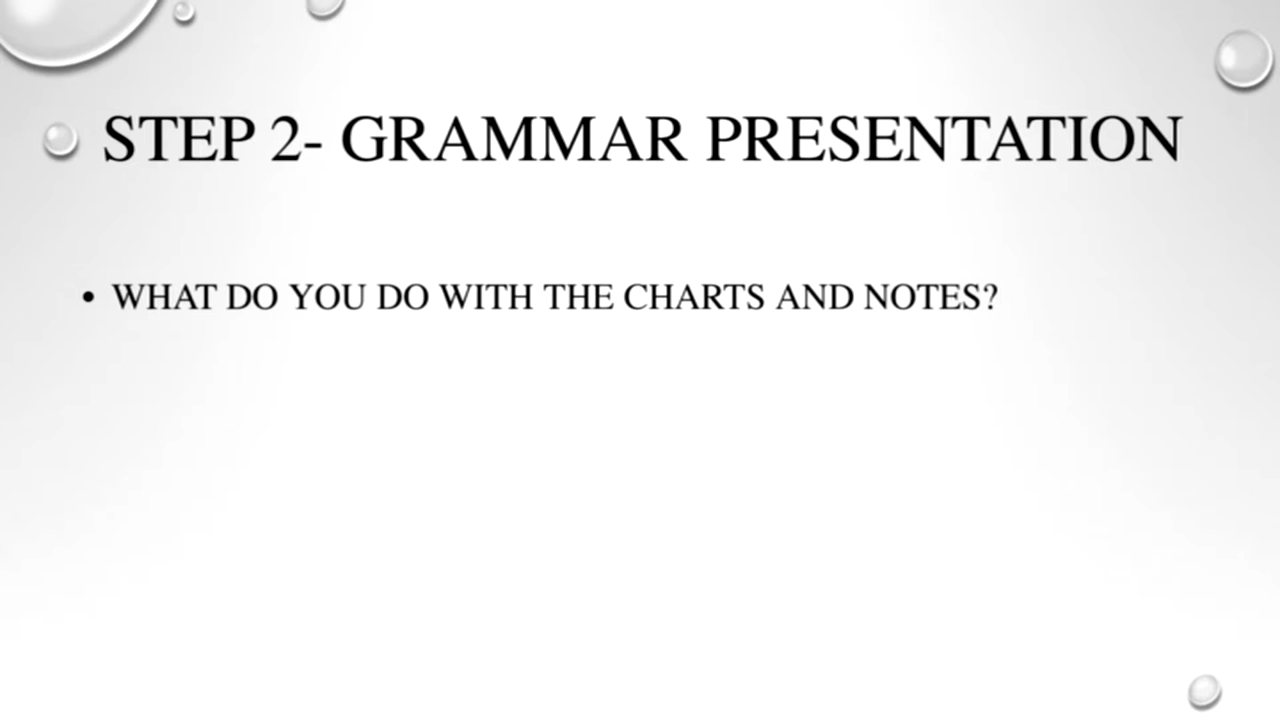 STEP 2- GRAMMAR PRESENTATION
• WHAT DO YOU DO WITH THE CHARTS AND NOTES?